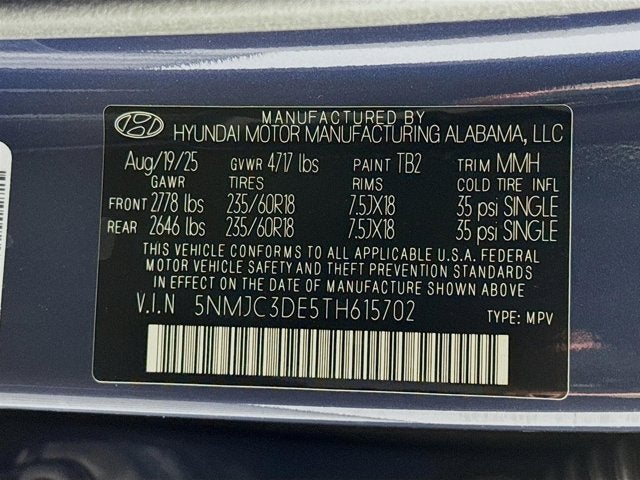 MANUFACTURED BY
HYUNDAI MOTOR MANUFACTURING ALABAMA, LLC
Aug/19/25 GVWR 4717 lbs PAINT TB2 TRIM MMH
GAWR TIRES RIMS COLD TIRE INFL
FRONT 2778 lbs 235/60R18 7.5JX18 35 psi SINGLE
REAR 2646 lbs 235/60R18 7.5JX18 35 psi SINGLE
THIS VEHICLE CONFORMS TO ALL APPLICABLE U.S.A. FEDERAL
MOTOR VEHICLE SAFETY AND THEFT PREVENTION STANDARDS
IN EFFECT ON THE DATE OF MANUFACTURE SHOWN ABOVE
V.I.N 5NMJC3DE5TH615702 TYPE: MPV